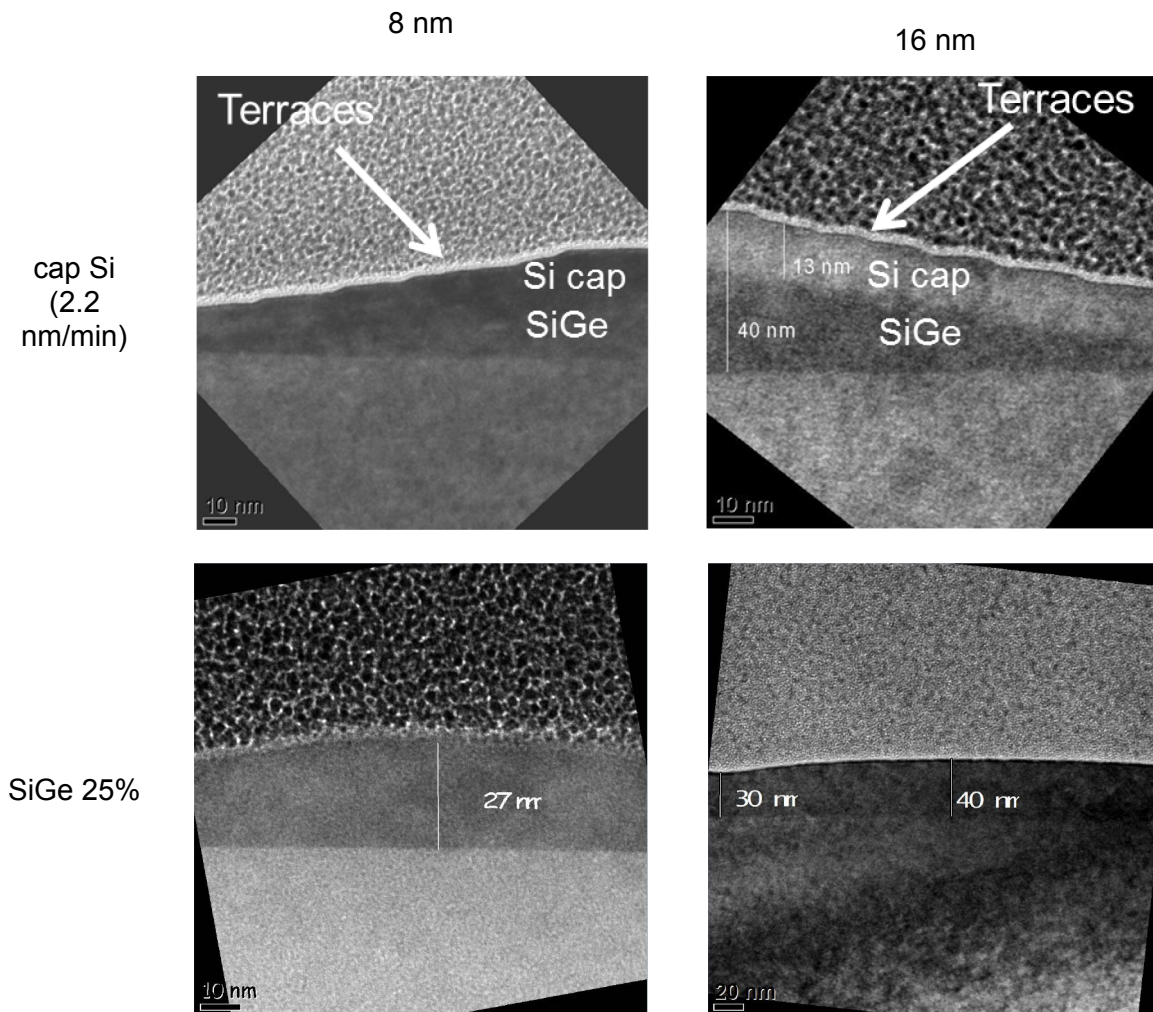 8 nm
16 nm
cap Si
(2.2
nm/min)
Terraces
Si cap
SiGe
10 nm
Terraces
13 nm
Si cap
40 nm
SiGe
10 nm
SiGe 25%
27 nm
10 nm
30 nm
40 nm
20 nm